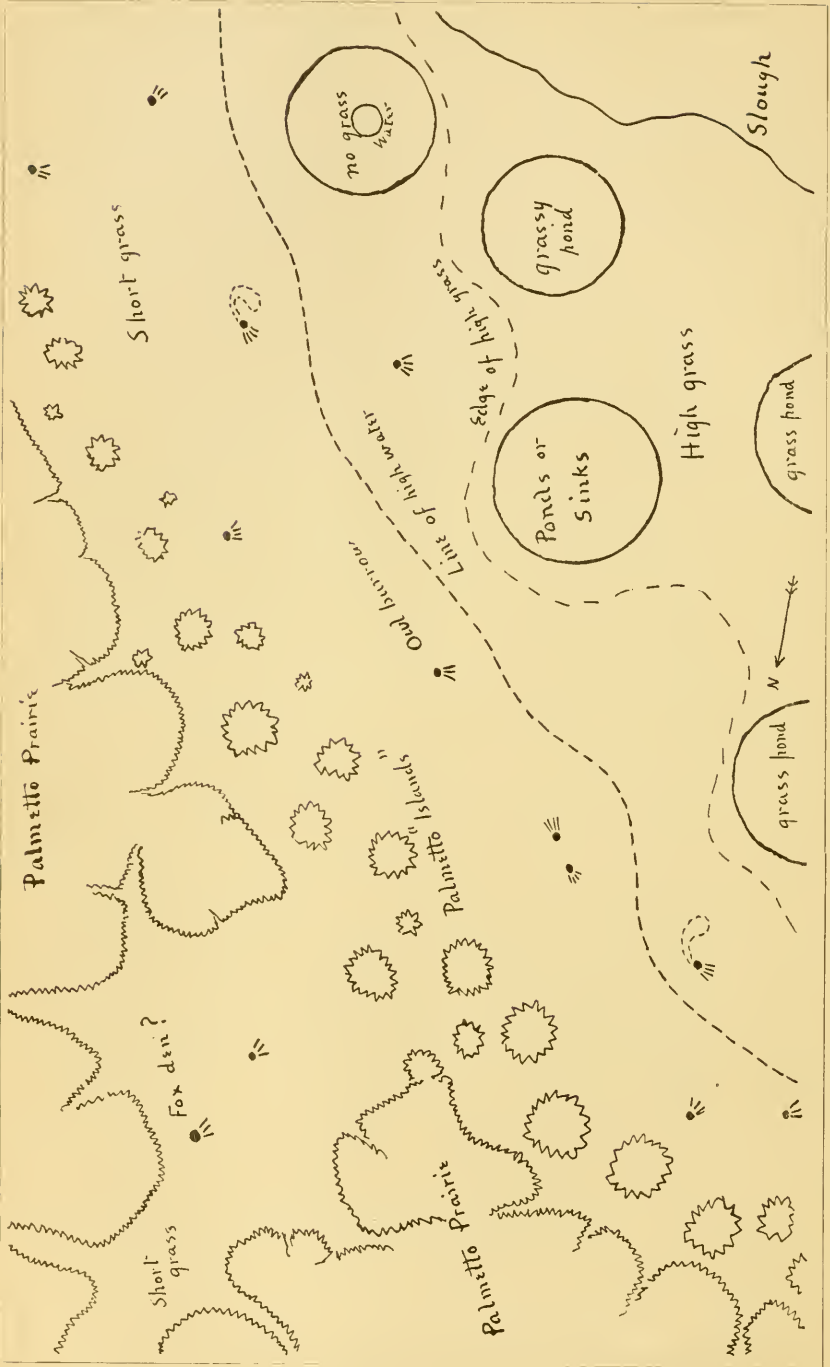 Palmetto Prairie
Short grass
Short
grass
Fox den?
no grass
Water
Owl burrow
Line of high water
Palmetto "Islands"
Edge of high grass
Palmetto Prairie
grassy
pond
Ponds or
Sinks
High grass
Slough
N
grass pond
grass pond